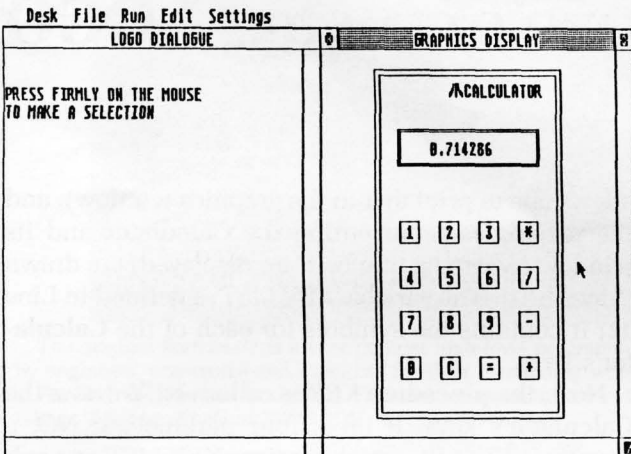 Desk File Run Edit Settings
LOGO DIALOGUE
GRAPHICS DISPLAY
PRESS FIRMLY ON THE MOUSE
TO MAKE A SELECTION
CALCULATOR
0.714286
1 2 3 *
4 5 6 /
7 8 9 -
0 C = +